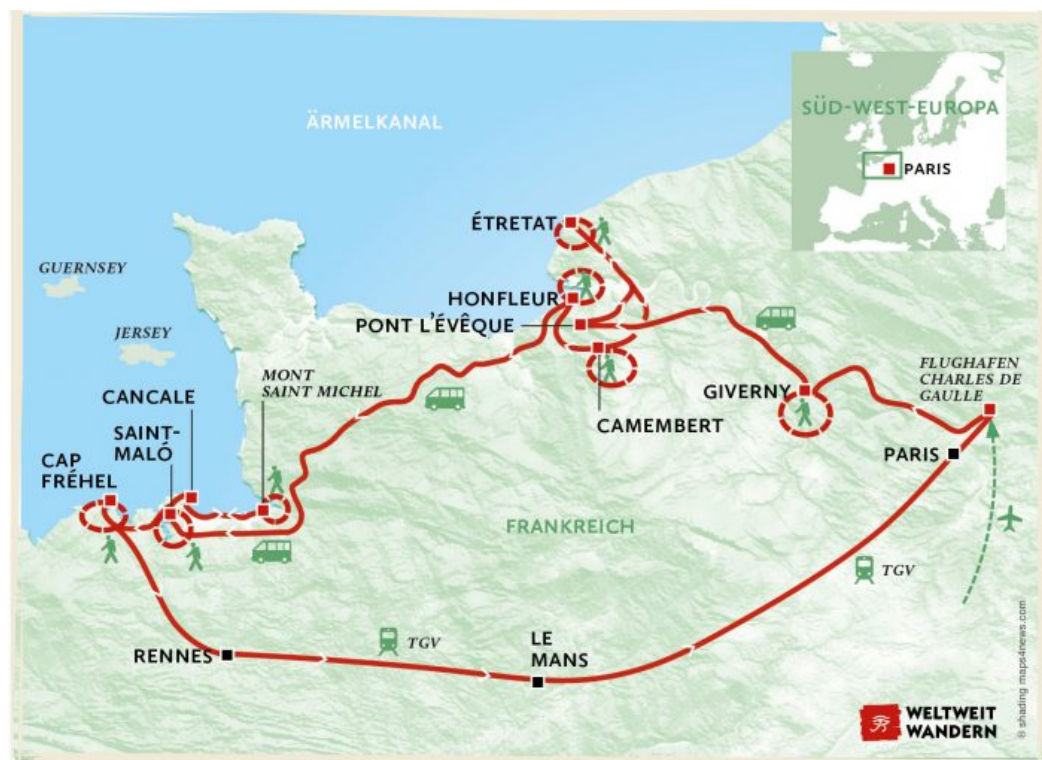 ÄRMELKANAL
SÜD-WEST-EUROPA
PARIS
ÉTRETAT
GUERNSEY
HONFLEUR
PONT L'ÉVÊQUE
JERSEY
MONT
SAINT MICHEL
CANCALE
SAINT-
MALÓ
CAP
FRÉHEL
GIVERNY
FLUGHAFEN
CHARLES DE
GAULLE
CAMEMBERT
PARIS
FRANKREICH
TGV
TGV
RENNES
LE
MANS
WELTWEIT
WANDERN
© shading maps4news.com